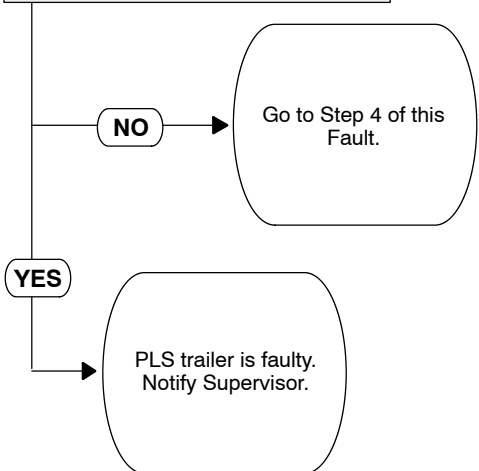 NO
Go to Step 4 of this
Fault.
YES
PLS trailer is faulty.
Notify Supervisor.